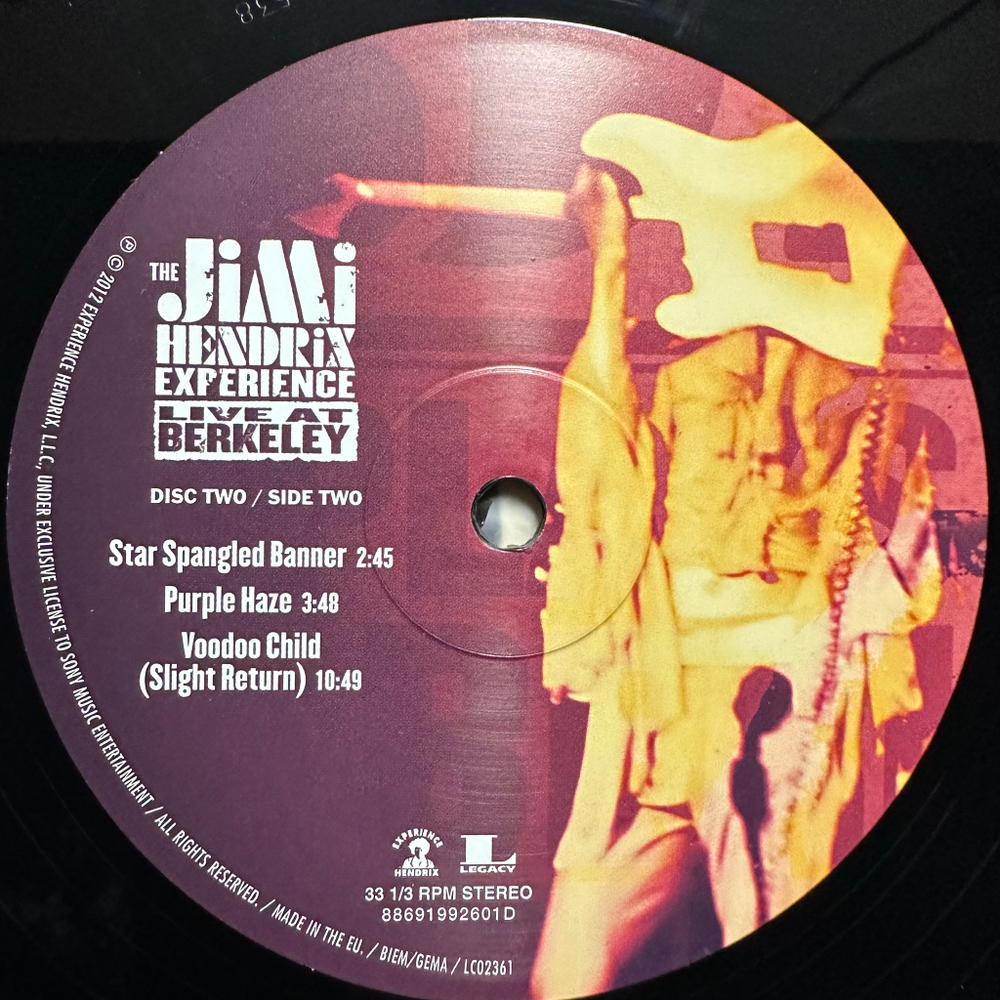 THE
JiMi
HENDRiX
EXPERIENCE
LIVE AT
BERKELEY
DISC TWO / SIDE TWO
Star Spangled Banner 2:45
Purple Haze 3:48
Voodoo Child
(Slight Return) 10:49
EXPERIENCE
HENDRIX
L
LEGACY
33 1/3 RPM STEREO
88691992601D
℗ © 2012 EXPERIENCE HENDRIX, L.L.C, UNDER EXCLUSIVE LICENSE TO SONY MUSIC ENTERTAINMENT / ALL RIGHTS RESERVED. / MADE IN THE EU. / BIEM/GEMA / LC02361